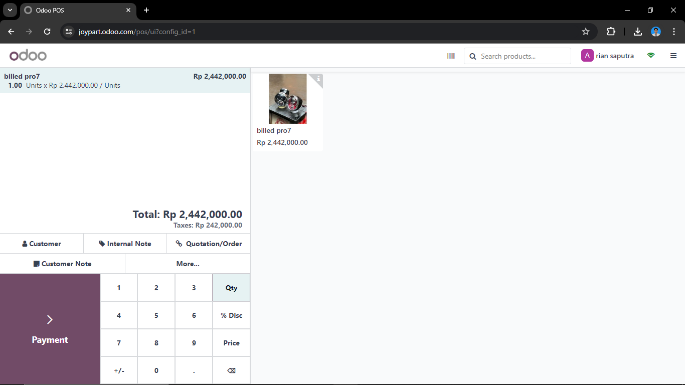 Odoo POS
joypart.odoo.com/pos/ui?config_id=1
odoo
Search products...
A rian saputra
billed pro7 Rp 2,442,000.00
1.00 Units x Rp 2,442,000.00 / Units
billed pro7
Rp 2,442,000.00
Total: Rp 2,442,000.00
Taxes: Rp 242,000.00
Customer Internal Note Quotation/Order
Customer Note More...
1 2 3 Qty
4 5 6 % Disc
7 8 9 Price
+/- 0 . ⌫
Payment